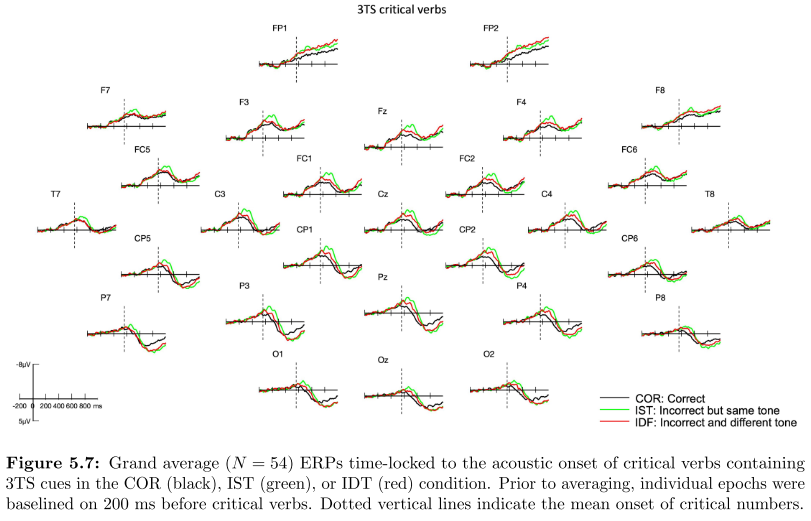 3TS critical verbs
FP1 FP2
F7 F3 Fz F4 F8
FC5 FC1 FC2 FC6
T7 C3 Cz C4 T8
CP5 CP1 CP2 CP6
P7 P3 Pz P4 P8
O1 Oz O2
-8μV
-200 0 200 400 600 800 ms
5μV
COR: Correct
IST: Incorrect but same tone
IDF: Incorrect and different tone
Figure 5.7: Grand average (N = 54) ERPs time-locked to the acoustic onset of critical verbs containing
3TS cues in the COR (black), IST (green), or IDT (red) condition. Prior to averaging, individual epochs were
baselined on 200 ms before critical verbs. Dotted vertical lines indicate the mean onset of critical numbers.